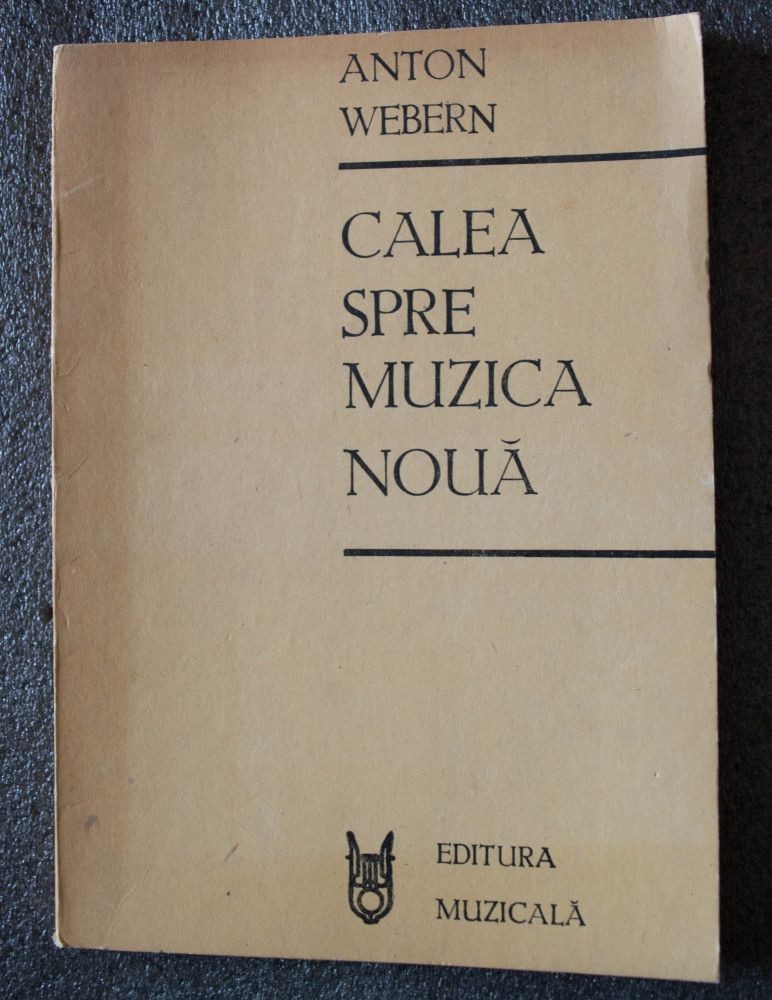 ANTON
WEBERN
CALEA
SPRE
MUZICA
NOUĂ
EDITURA
MUZICALĂ